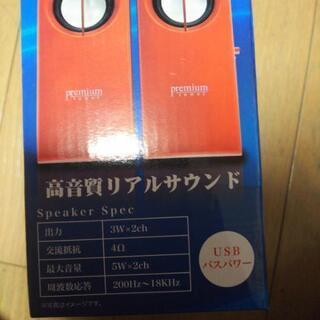 premium
tower
premium
tower
高音質リアルサウンド
Speaker Spec
出力 3W×2ch
交流抵抗 4Ω
最大音量 5W×2ch
周波数応答 200Hz～18KHz
USB
バスパワー
※写真はイメージです。